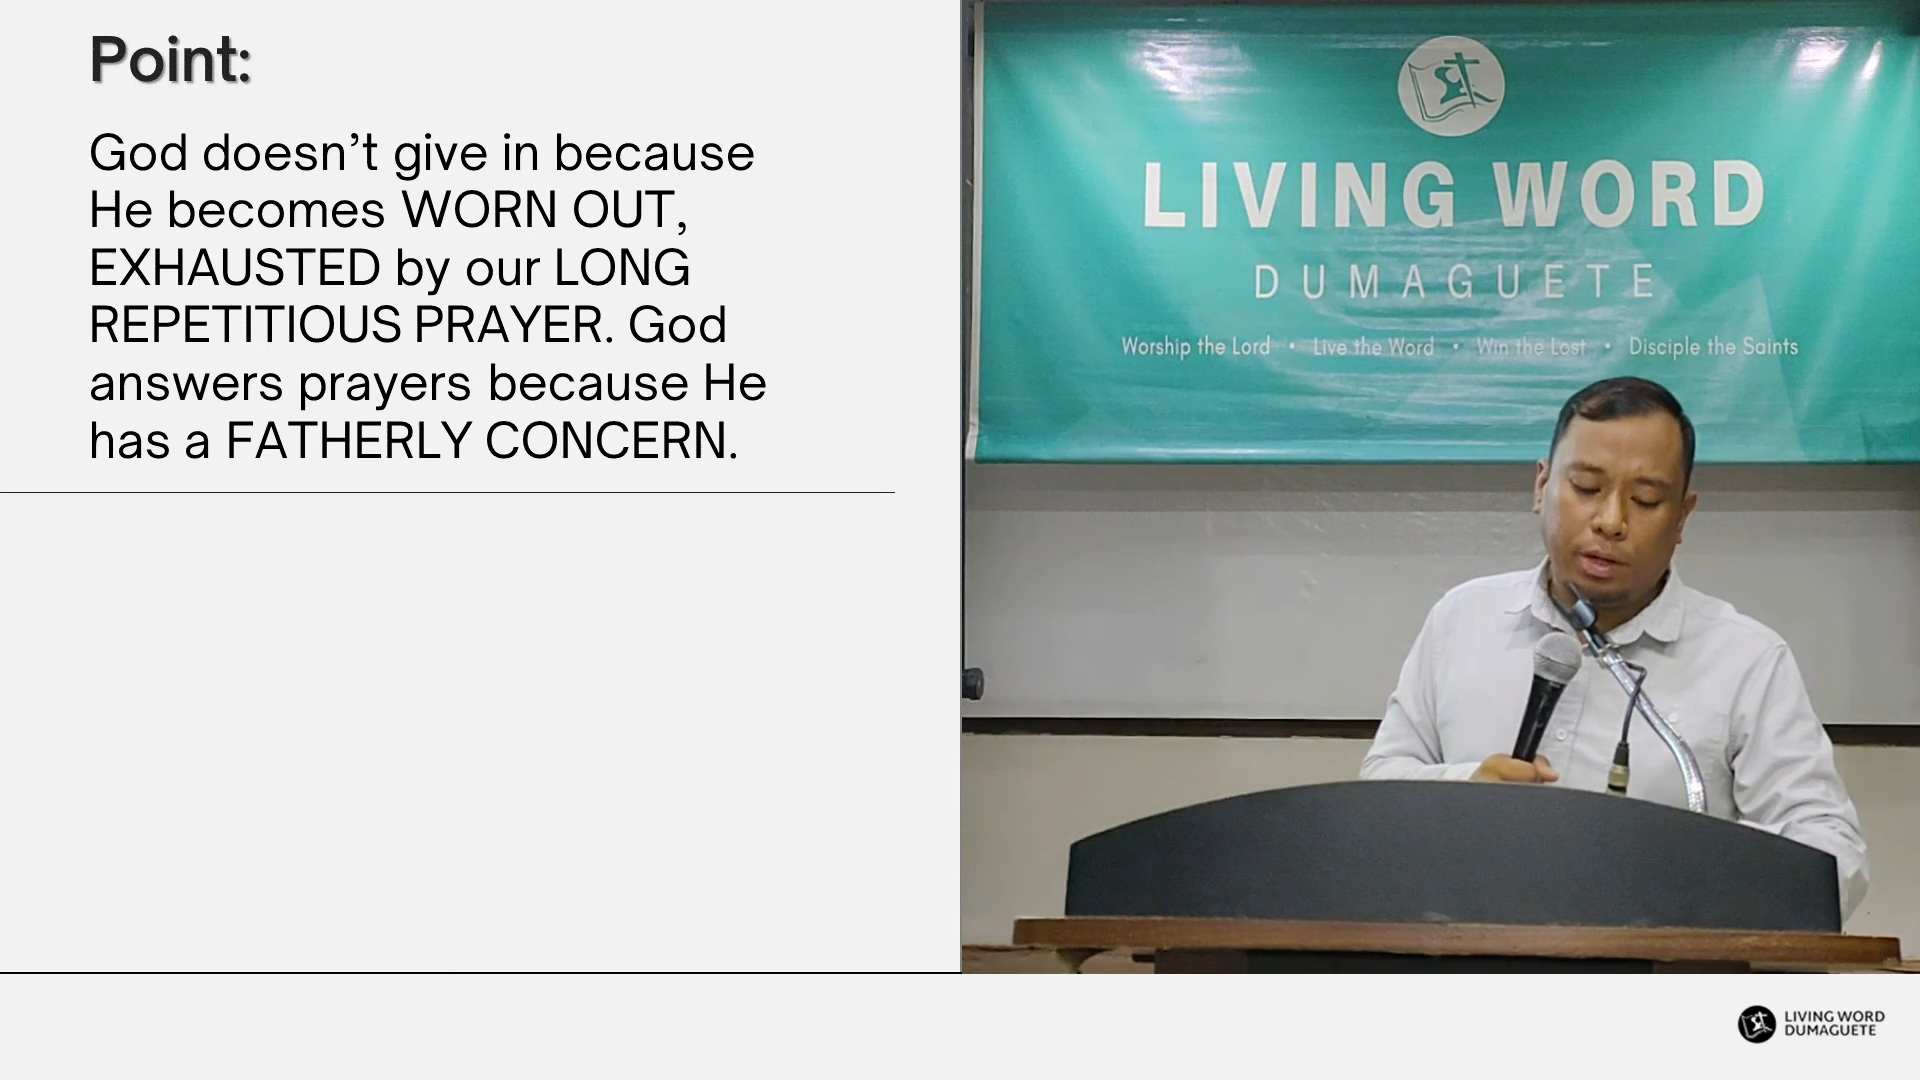 Point:
God doesn’t give in because
He becomes WORN OUT,
EXHAUSTED by our LONG
REPETITIOUS PRAYER. God
answers prayers because He
has a FATHERLY CONCERN.
LIVING WORD
DUMAGUETE
Worship the Lord • Live the Word • Win the Lost • Disciple the Saints
LIVING WORD
DUMAGUETE